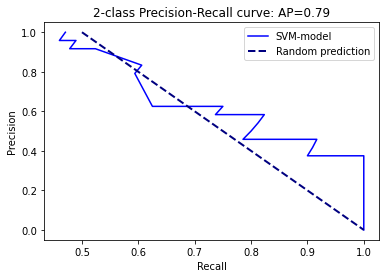 2-class Precision-Recall curve: AP=0.79
SVM-model
Random prediction
Precision
1.0
0.8
0.6
0.4
0.2
0.0
0.5
0.6
0.7
0.8
0.9
1.0
Recall